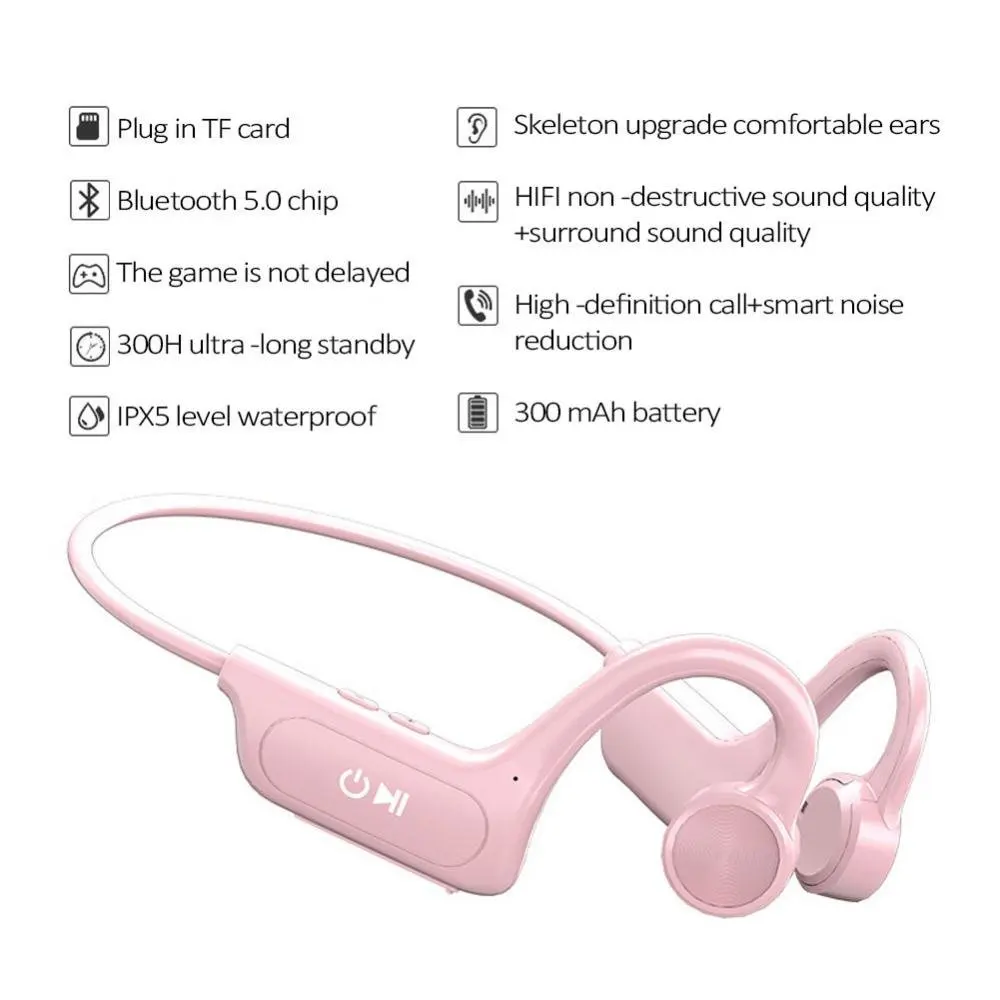 Plug in TF card
Bluetooth 5.0 chip
The game is not delayed
300H ultra -long standby
IPX5 level waterproof
Skeleton upgrade comfortable ears
HIFI non -destructive sound quality
+surround sound quality
High -definition call+smart noise
reduction
300 mAh battery